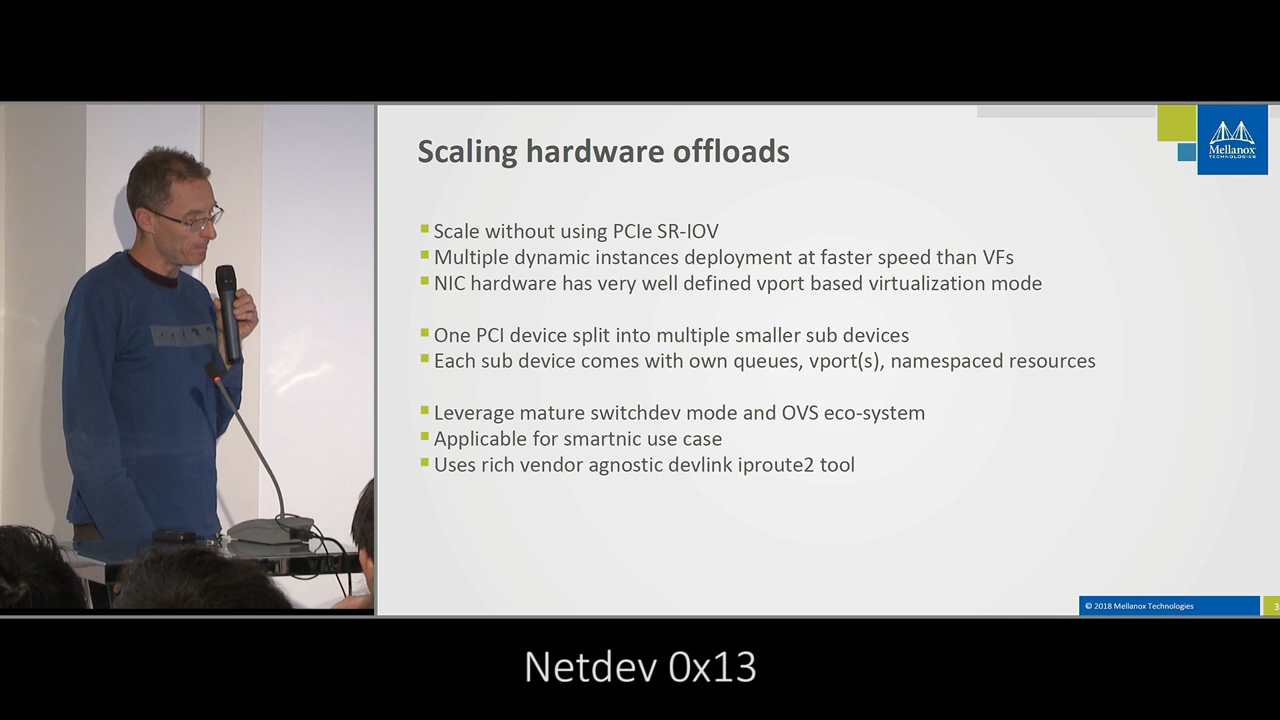 Scaling hardware offloads
Mellanox
TECHNOLOGIES
Scale without using PCIe SR-IOV
Multiple dynamic instances deployment at faster speed than VFs
NIC hardware has very well defined vport based virtualization mode
One PCI device split into multiple smaller sub devices
Each sub device comes with own queues, vport(s), namespaced resources
Leverage mature switchdev mode and OVS eco-system
Applicable for smartnic use case
Uses rich vendor agnostic devlink iproute2 tool
© 2018 Mellanox Technologies
3
Netdev 0x13